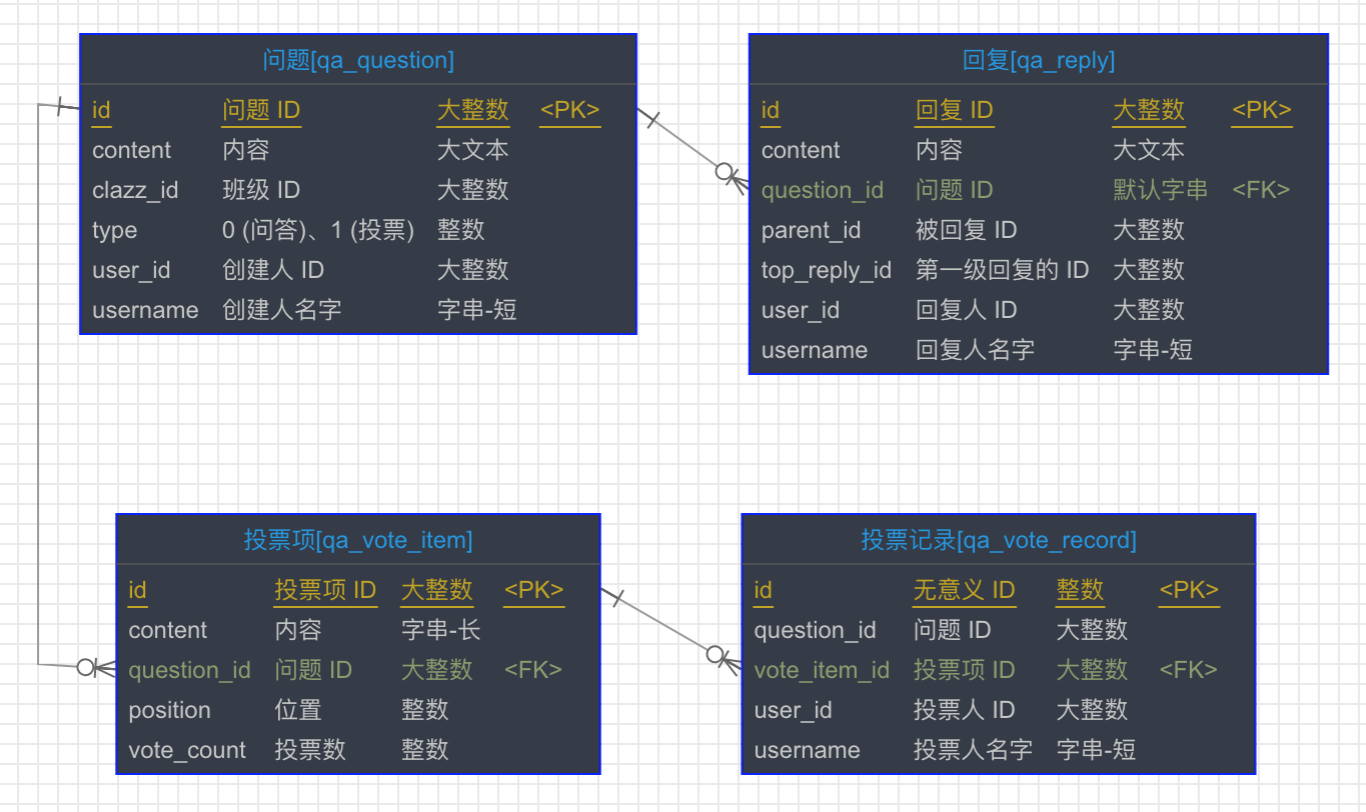 问题[qa_question]
id 问题 ID 大整数 <PK>
content 内容 大文本
clazz_id 班级 ID 大整数
type 0 (问答)、1 (投票) 整数
user_id 创建人 ID 大整数
username 创建人名字 字串-短
回复[qa_reply]
id 回复 ID 大整数 <PK>
content 内容 大文本
question_id 问题 ID 默认字串 <FK>
parent_id 被回复 ID 大整数
top_reply_id 第一级回复的 ID 大整数
user_id 回复人 ID 大整数
username 回复人名字 字串-短
投票项[qa_vote_item]
id 投票项 ID 大整数 <PK>
content 内容 字串-长
question_id 问题 ID 大整数 <FK>
position 位置 整数
vote_count 投票数 整数
投票记录[qa_vote_record]
id 无意义 ID 整数 <PK>
question_id 问题 ID 大整数
vote_item_id 投票项 ID 大整数 <FK>
user_id 投票人 ID 大整数
username 投票人名字 字串-短